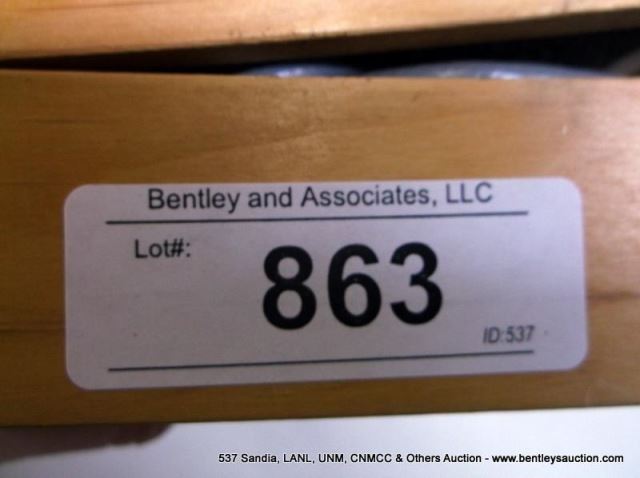 Bentley and Associates, LLC
Lot#:
863
ID:537
537 Sandia, LANL, UNM, CNMCC & Others Auction - www.bentleysauction.com